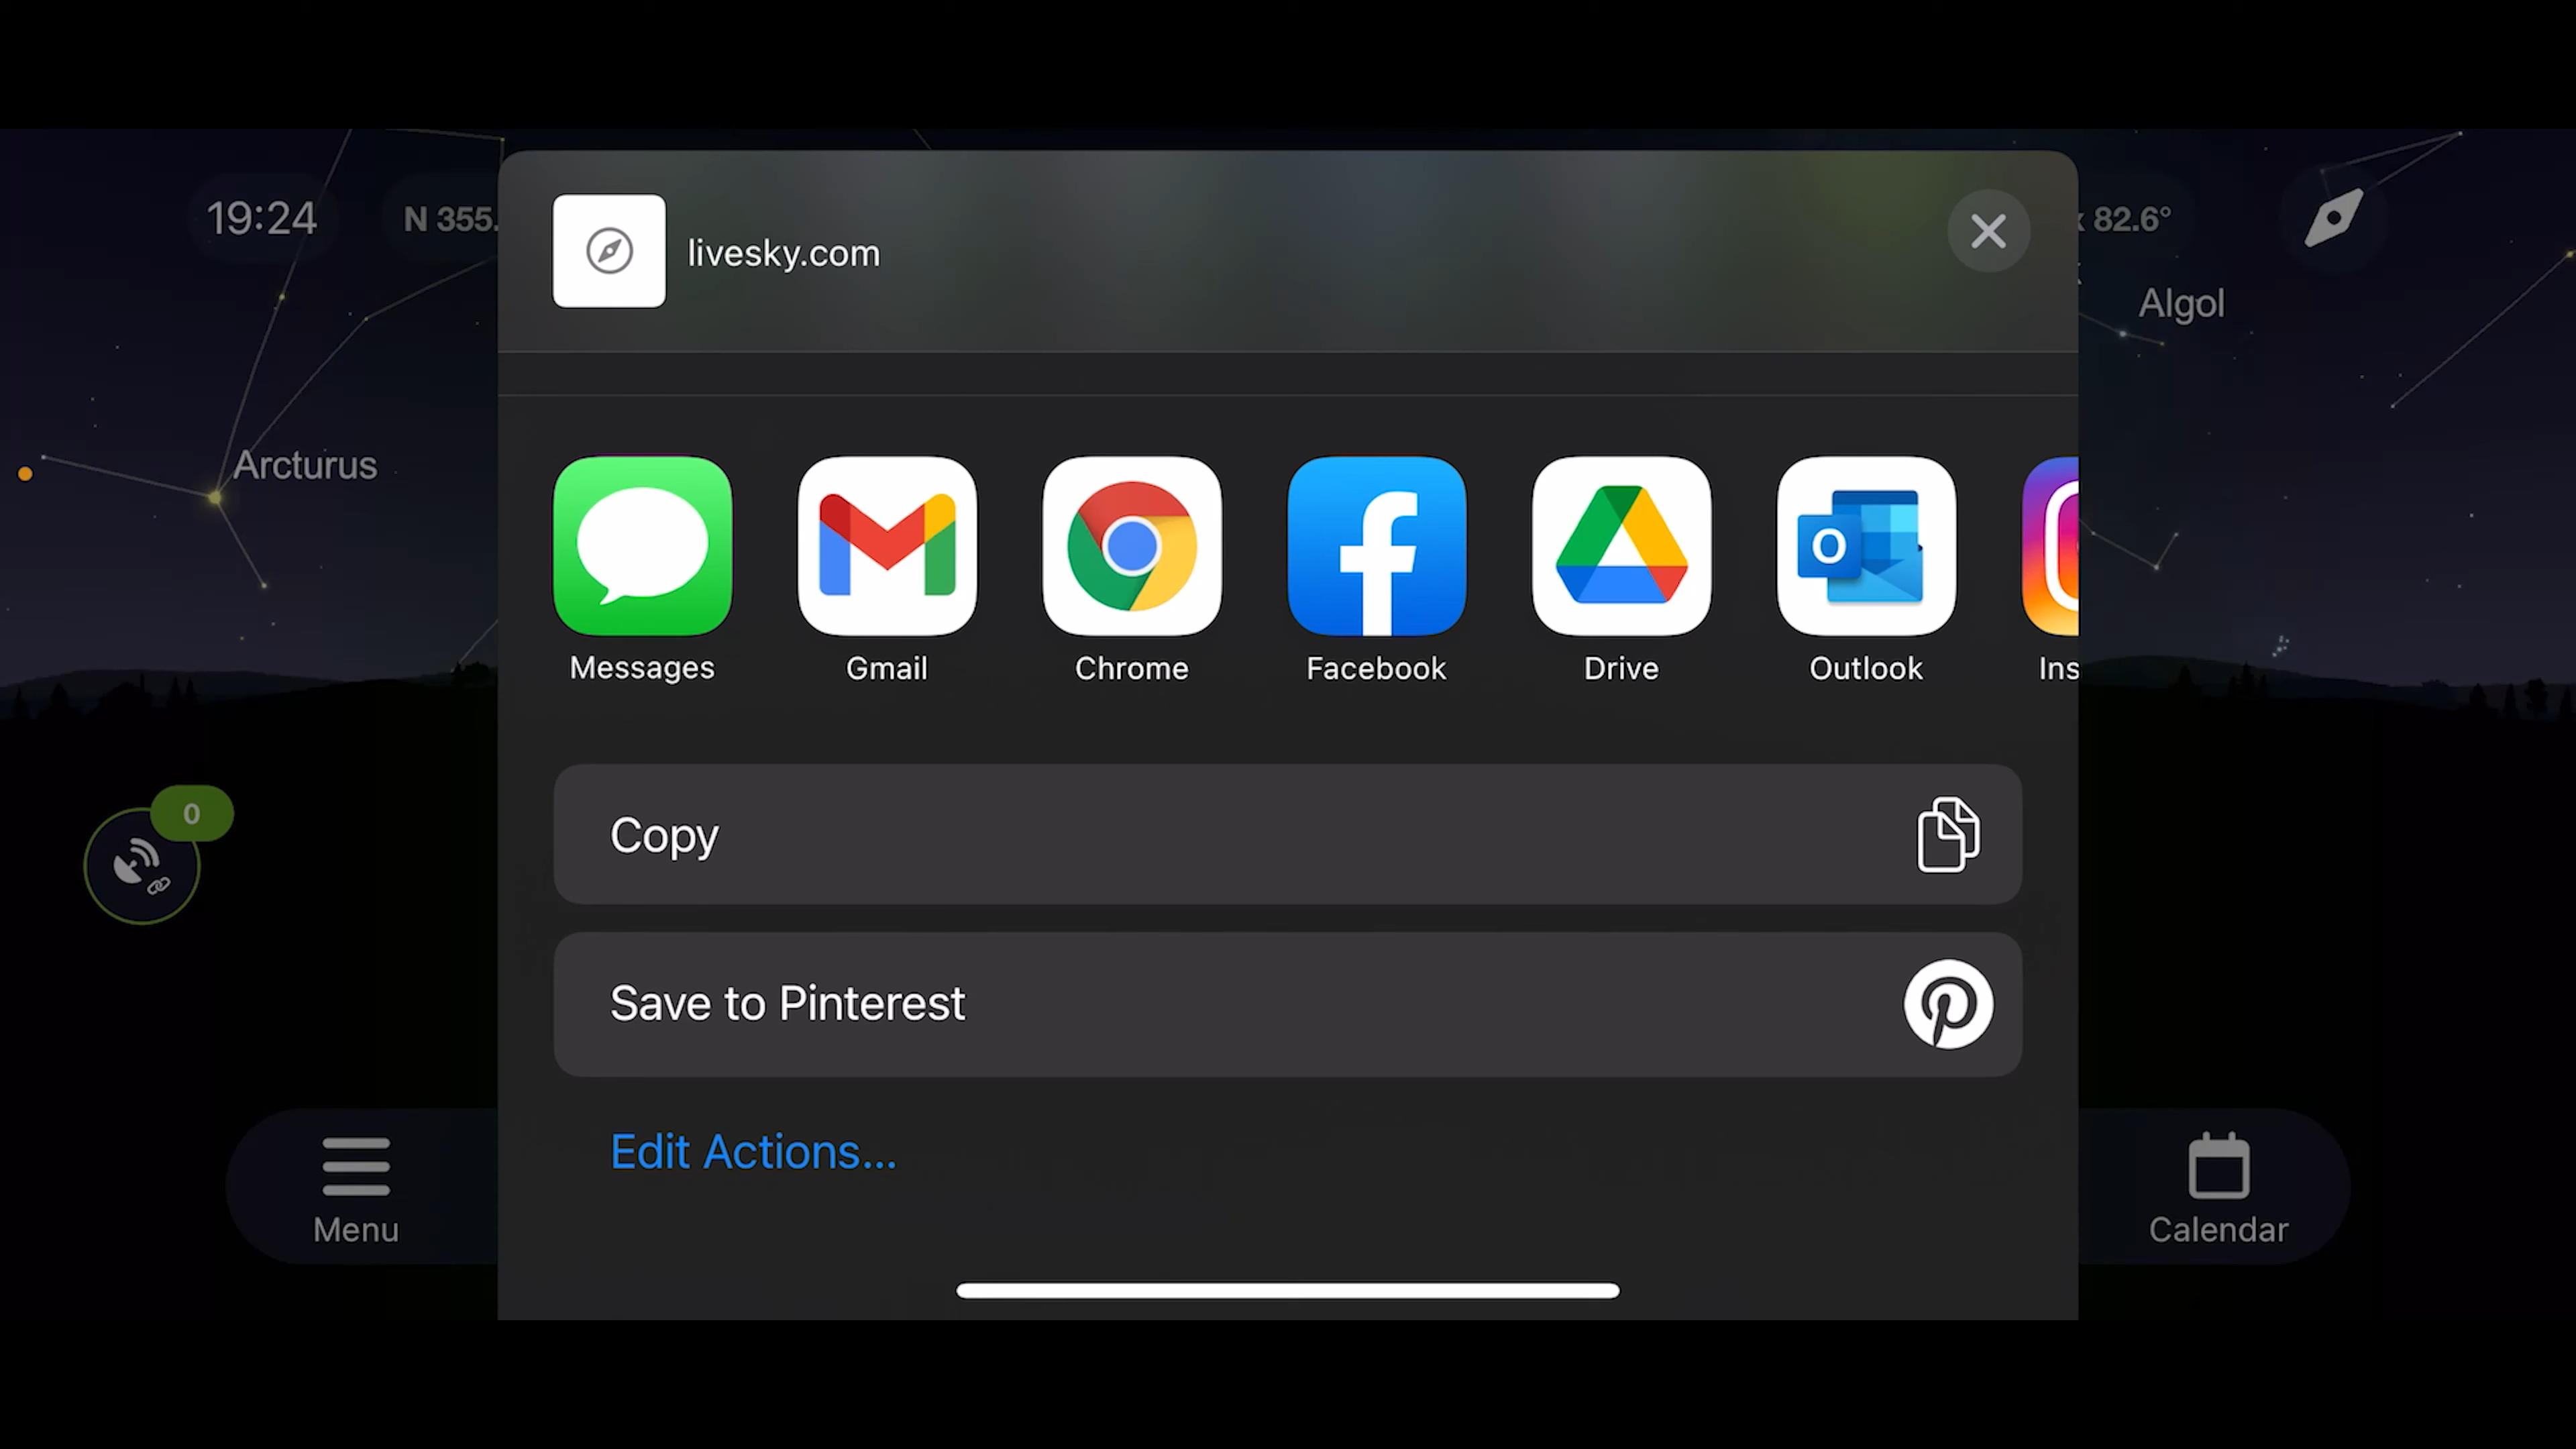 19:24
N 355.
livesky.com
82.6°
Algol
Arcturus
Messages
Gmail
Chrome
Facebook
Drive
Outlook
Ins
0
Copy
Save to Pinterest
Edit Actions...
Menu
Calendar